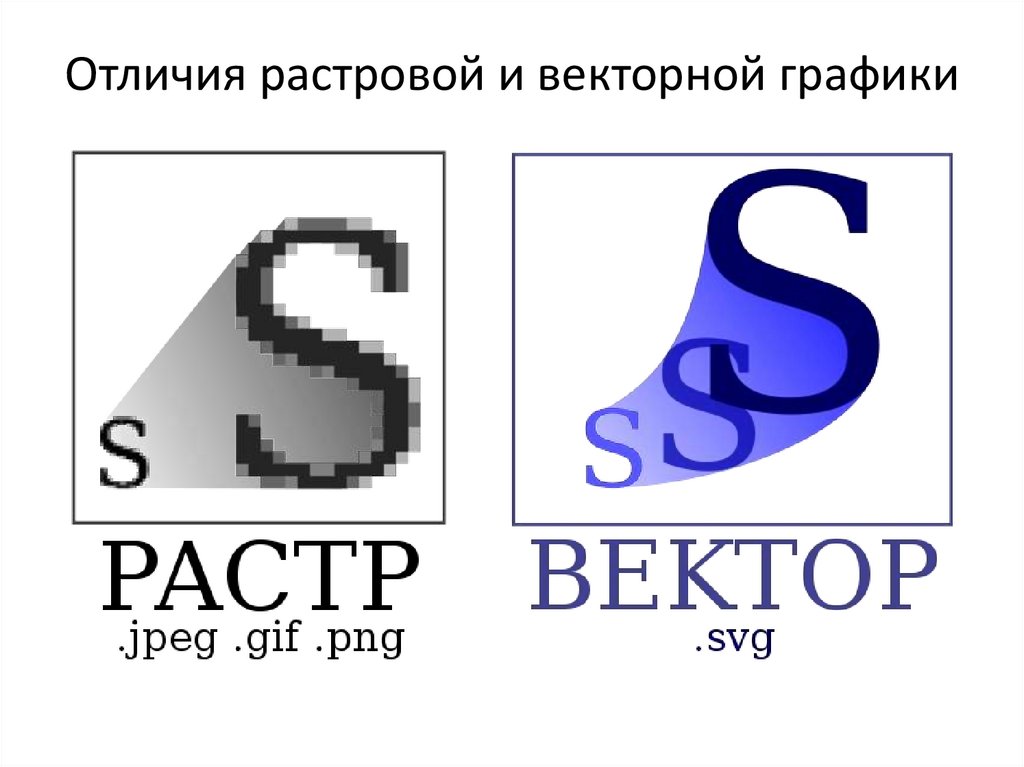 Отличия растровой и векторной графики
S
S
S
S
S
РАСТР
.jpeg .gif .png
ВЕКТОР
.svg